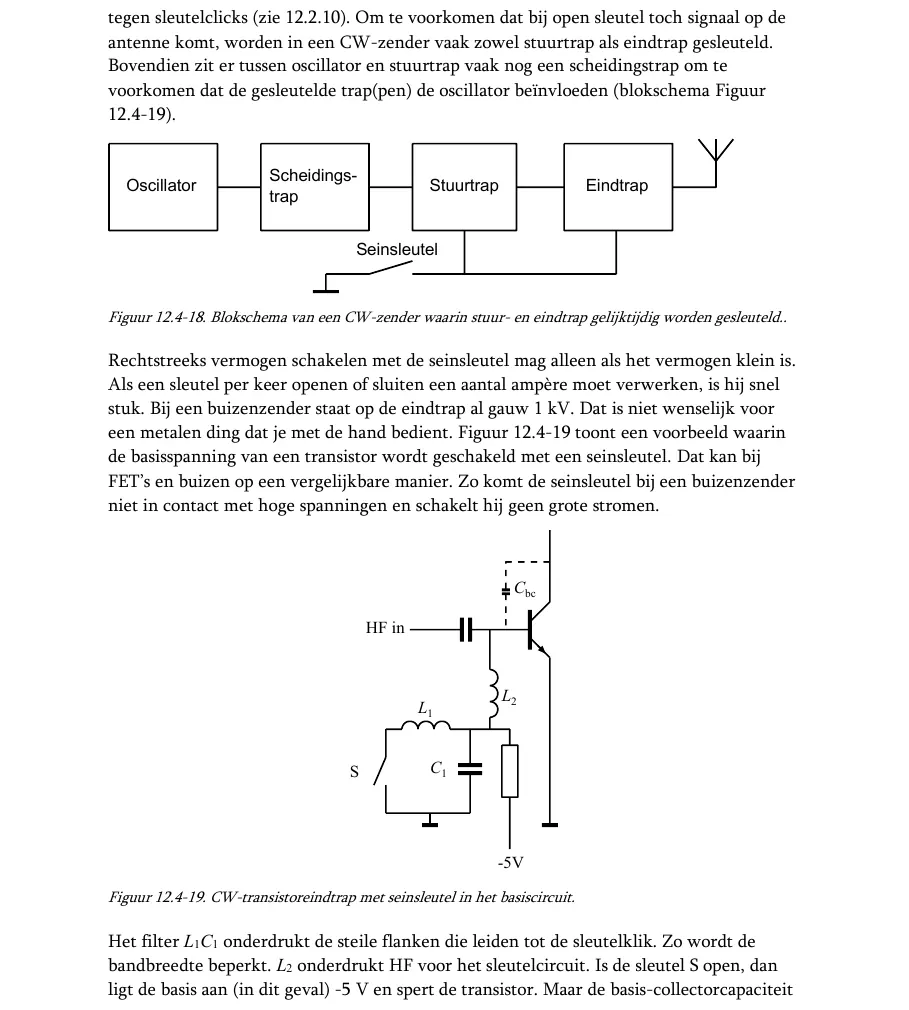 tegen sleutelclicks (zie 12.2.10). Om te voorkomen dat bij open sleutel toch signaal op de
antenne komt, worden in een CW-zender vaak zowel stuurtrap als eindtrap gesleuteld.
Bovendien zit er tussen oscillator en stuurtrap vaak nog een scheidingstrap om te
voorkomen dat de gesleutelde trap(pen) de oscillator beïnvloeden (blokschema Figuur
12.4-19).
Oscillator
Scheidings-
trap
Stuurtrap
Eindtrap
Seinsleutel
Figuur 12.4-18. Blokschema van een CW-zender waarin stuur- en eindtrap gelijktijdig worden gesleuteld..
Rechtstreeks vermogen schakelen met de seinsleutel mag alleen als het vermogen klein is.
Als een sleutel per keer openen of sluiten een aantal ampère moet verwerken, is hij snel
stuk. Bij een buizenzender staat op de eindtrap al gauw 1 kV. Dat is niet wenselijk voor
een metalen ding dat je met de hand bedient. Figuur 12.4-19 toont een voorbeeld waarin
de basisspanning van een transistor wordt geschakeld met een seinsleutel. Dat kan bij
FET's en buizen op een vergelijkbare manier. Zo komt de seinsleutel bij een buizenzender
niet in contact met hoge spanningen en schakelt hij geen grote stromen.
Cbc
HF in
L2
L1
S
C1
-5V
Figuur 12.4-19. CW-transistoreindtrap met seinsleutel in het basiscircuit.
Het filter L1C1 onderdrukt de steile flanken die leiden tot de sleutelklik. Zo wordt de
bandbreedte beperkt. L2 onderdrukt HF voor het sleutelcircuit. Is de sleutel S open, dan
ligt de basis aan (in dit geval) -5 V en spert de transistor. Maar de basis-collectorcapaciteit